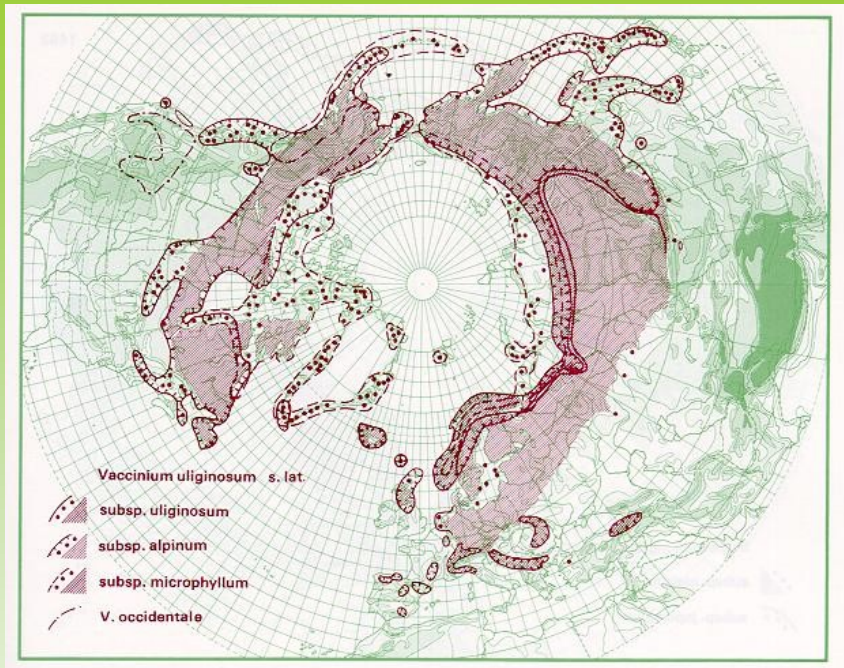 Vaccinium uliginosum s. lat.
subsp. uliginosum
subsp. alpinum
subsp. microphyllum
V. occidentale